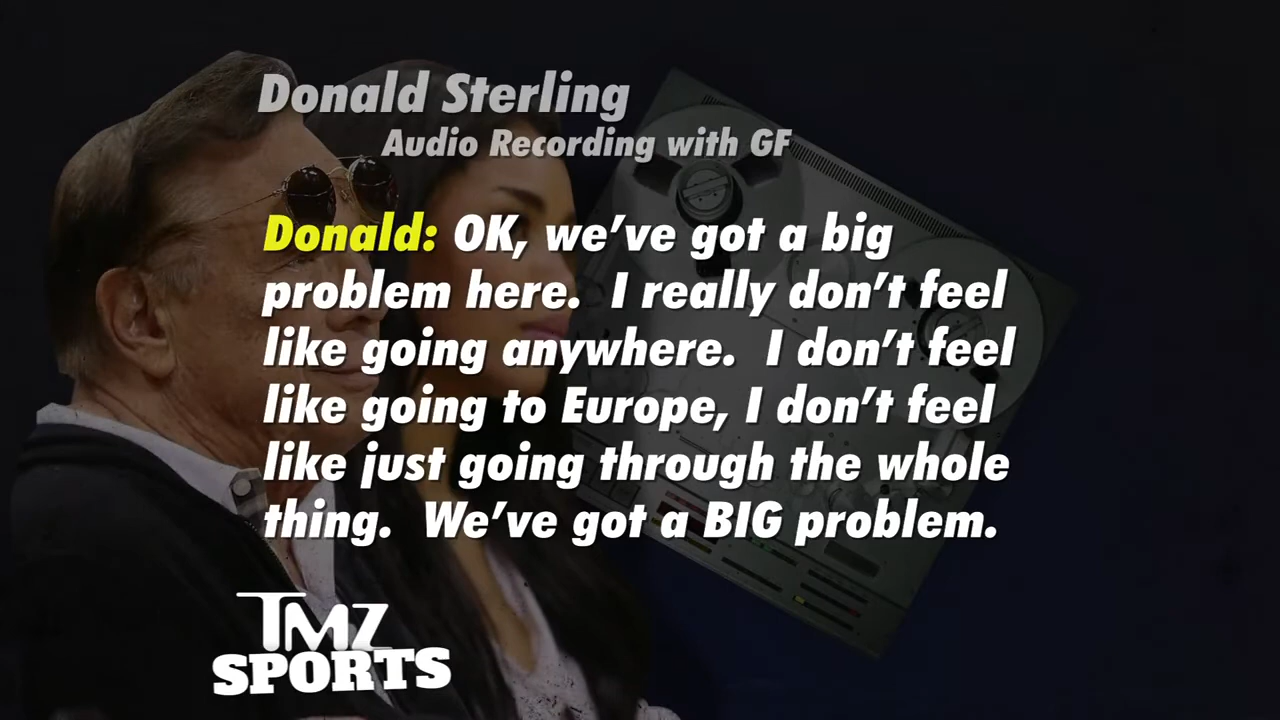 Donald Sterling
Audio Recording with GF
Donald: OK, we've got a big
problem here. I really don't feel
like going anywhere. I don't feel
like going to Europe, I don't feel
like just going through the whole
thing. We've got a BIG problem.
TMZ
SPORTS